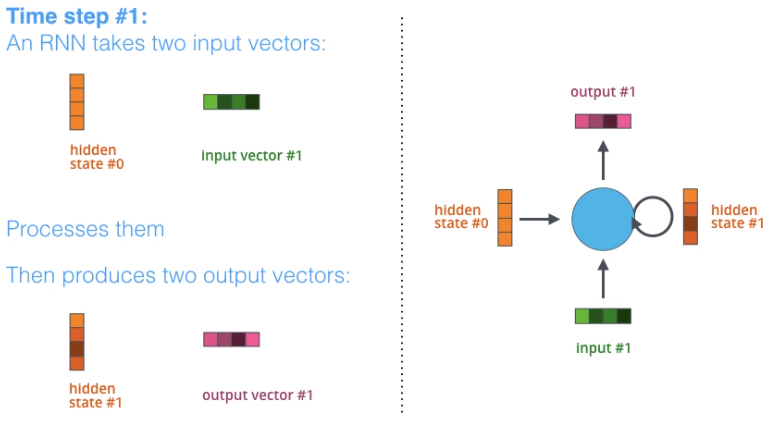 Time step #1:
An RNN takes two input vectors:
hidden
state #0
input vector #1
Processes them
Then produces two output vectors:
hidden
state #1
output vector #1
output #1
hidden
state #0
hidden
state #1
input #1